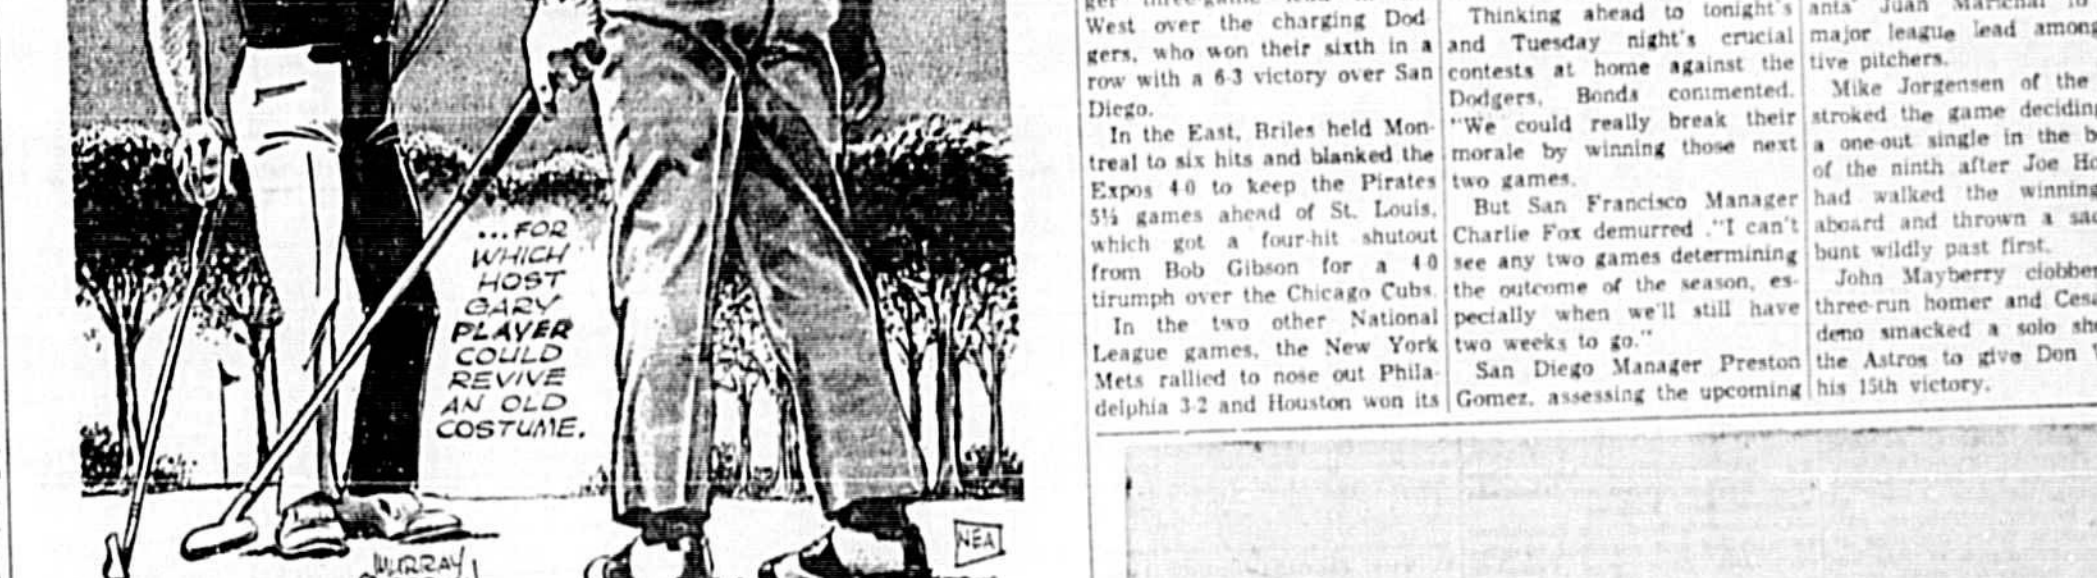 ...FOR
WHICH
HOST
GARY
PLAYER
COULD
REVIVE
AN OLD
COSTUME.
NEA
MURRAY
West over the charging Dod
gers, who won their sixth in a
row with a 6-3 victory over San
Diego.
In the East, Briles held Mon-
treal to six hits and blanked the
Expos 4-0 to keep the Pirates
5½ games ahead of St. Louis,
which got a four-hit shutout
from Bob Gibson for a 4-0
tirumph over the Chicago Cubs.
In the two other National
League games, the New York
Mets rallied to nose out Phila-
delphia 3-2 and Houston won its
Thinking ahead to tonight's
and Tuesday night's crucial
contests at home against the
Dodgers, Bonds commented.
"We could really break their
morale by winning those next
two games.
But San Francisco Manager
Charlie Fox demurred ."I can't
see any two games determining
the outcome of the season, es-
pecially when we'll still have
two weeks to go."
San Diego Manager Preston
Gomez, assessing the upcoming
ants' Juan Marichal
major league lead among
tive pitchers.
Mike Jorgensen of the
stroked the game deciding
a one-out single in the
of the ninth after Joe
had walked the winning
aboard and thrown a
bunt wildly past first.
John Mayberry
three-run homer and
deno smacked a solo
the Astros to give Don
his 15th victory.